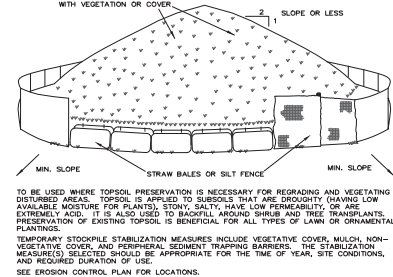 WITH VEGETATION OR COVER
2
SLOPE OR LESS
1
MIN. SLOPE
STRAW BALES OR SILT FENCE
MIN. SLOPE
TO BE USED WHERE TOPSOIL PRESERVATION IS NECESSARY FOR REGRADING AND VEGETATING
DISTURBED AREAS. TOPSOIL IS APPLIED TO SUBSOILS THAT ARE DROUGHTY (HAVING LOW
AVAILABLE MOISTURE FOR PLANTS), STONY, SALTY, HAVE LOW PERMEABILITY, OR ARE
EXTREMELY ACID. IT IS ALSO USED TO BACKFILL AROUND SHRUB AND TREE TRANSPLANTS.
PRESERVATION OF EXISTING TOPSOIL IS BENEFICIAL FOR ALL TYPES OF LAWN OR ORNAMENTAL
PLANTINGS.
TEMPORARY STOCKPILE STABILIZATION MEASURES INCLUDE VEGETATIVE COVER, MULCH, NON-
VEGETATIVE COVER, AND PERIPHERAL SEDIMENT TRAPPING BARRIERS. THE STABILIZATION
MEASURE(S) SELECTED SHOULD BE APPROPRIATE FOR THE TIME OF YEAR, SITE CONDITIONS,
AND REQUIRED DURATION OF USE.
SEE EROSION CONTROL PLAN FOR LOCATIONS.